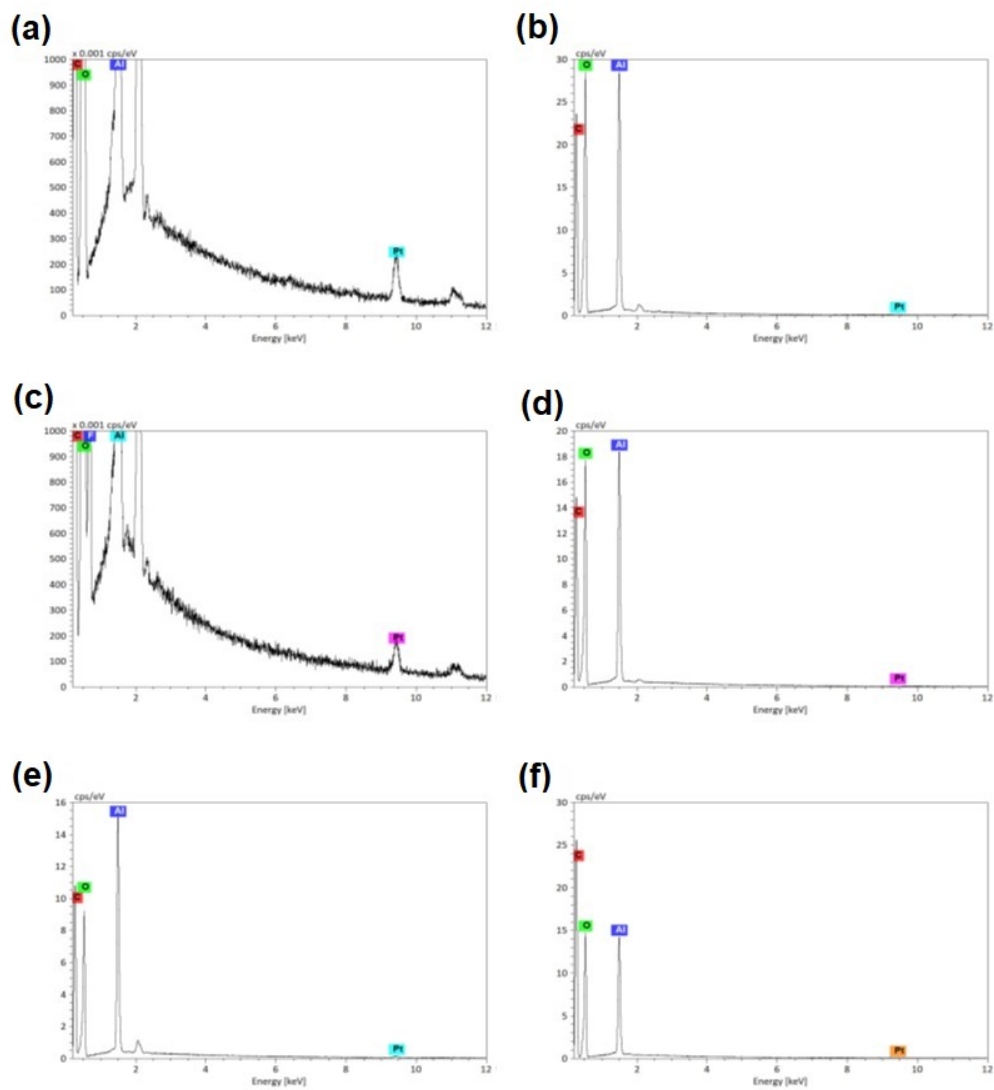 (a)
x 0.001 cps/eV
1000
900
800
700
600
500
400
300
200
100
0
C
O
Al
Pt
2 4 6 8 10 12
Energy [keV]
(b)
cps/eV
30
25
20
15
10
5
0
O
Al
C
Pt
2 4 6 8 10 12
Energy [keV]
(c)
x 0.001 cps/eV
1000
900
800
700
600
500
400
300
200
100
0
C
F
O
Al
Pt
2 4 6 8 10 12
Energy [keV]
(d)
cps/eV
20
18
16
14
12
10
8
6
4
2
0
O
Al
C
Pt
2 4 6 8 10 12
Energy [keV]
(e)
cps/eV
16
14
12
10
8
6
4
2
0
Al
O
C
Pt
2 4 6 8 10 12
Energy [keV]
(f)
cps/eV
30
25
20
15
10
5
0
C
O
Al
Pt
2 4 6 8 10 12
Energy [keV]